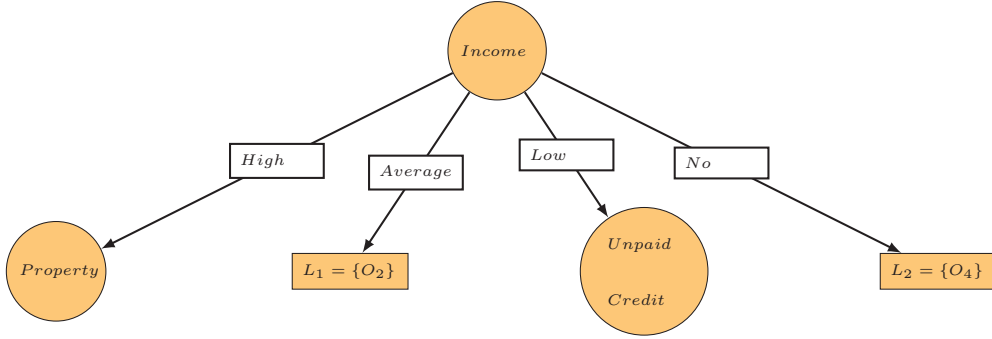 Income
High
Average
Low
No
Property
L₁ = {O₂}
Unpaid
Credit
L₂ = {O₄}